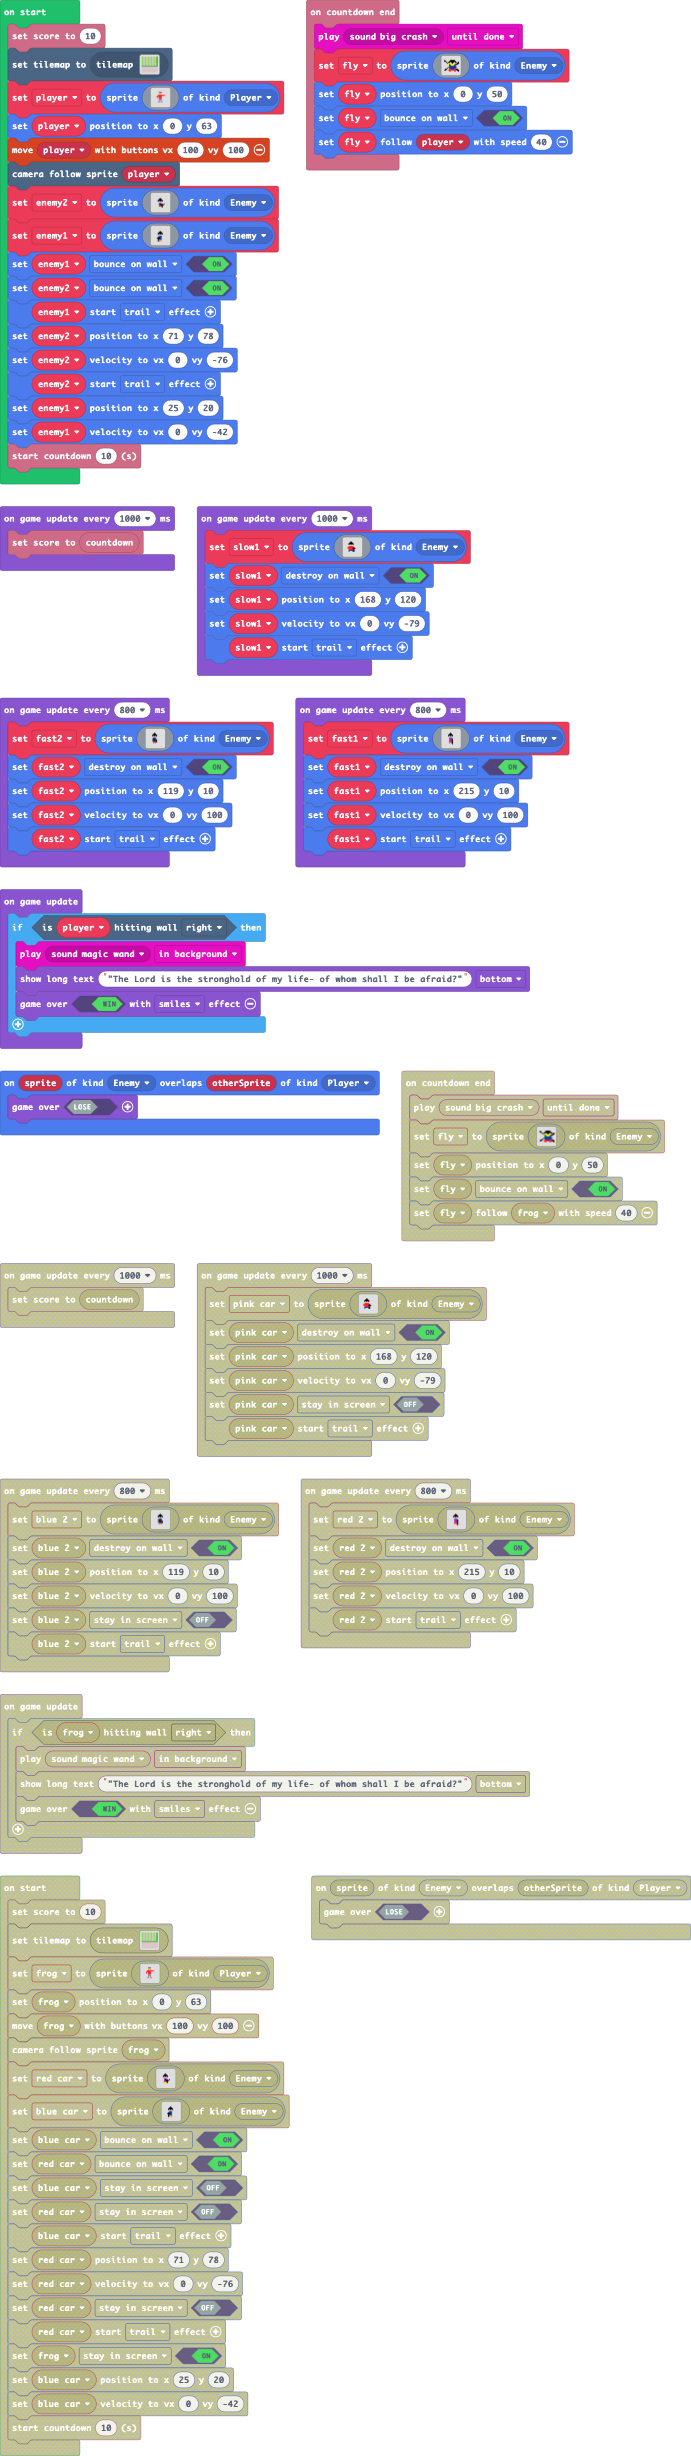 on start
set score to 10
set tilemap to tilemap
set player to sprite of kind Player
set player position to x 0 y 63
move player with buttons vx 100 vy 100
camera follow sprite player
set enemy2 to sprite of kind Enemy
set enemy1 to sprite of kind Enemy
set enemy1 bounce on wall ON
set enemy2 bounce on wall ON
enemy1 start trail effect
set enemy2 position to x 71 y 78
set enemy2 velocity to vx 0 vy -76
enemy2 start trail effect
set enemy1 position to x 25 y 20
set enemy1 velocity to vx 0 vy -42
start countdown 10 (s)
on countdown end
play sound big crash until done
set fly to sprite of kind Enemy
set fly position to x 0 y 50
set fly bounce on wall ON
set fly follow player with speed 40
on game update every 1000 ms
set score to countdown
on game update every 1000 ms
set slow1 to sprite of kind Enemy
set slow1 destroy on wall ON
set slow1 position to x 168 y 120
set slow1 velocity to vx 0 vy -79
slow1 start trail effect
on game update every 800 ms
set fast2 to sprite of kind Enemy
set fast2 destroy on wall ON
set fast2 position to x 119 y 10
set fast2 velocity to vx 0 vy 100
fast2 start trail effect
on game update every 800 ms
set fast1 to sprite of kind Enemy
set fast1 destroy on wall ON
set fast1 position to x 215 y 10
set fast1 velocity to vx 0 vy 100
fast1 start trail effect
on game update
if is player hitting wall right then
play sound magic wand in background
show long text ""The Lord is the stronghold of my life- of whom shall I be afraid?"" bottom
game over WIN with smiles effect
on sprite of kind Enemy overlaps otherSprite of kind Player
game over LOSE
on countdown end
play sound big crash until done
set fly to sprite of kind Enemy
set fly position to x 0 y 50
set fly bounce on wall ON
set fly follow frog with speed 40
on game update every 1000 ms
set score to countdown
on game update every 1000 ms
set pink car to sprite of kind Enemy
set pink car destroy on wall ON
set pink car position to x 168 y 120
set pink car velocity to vx 0 vy -79
set pink car stay in screen OFF
pink car start trail effect
on game update every 800 ms
set blue 2 to sprite of kind Enemy
set blue 2 destroy on wall ON
set blue 2 position to x 119 y 10
set blue 2 velocity to vx 0 vy 100
set blue 2 stay in screen OFF
blue 2 start trail effect
on game update every 800 ms
set red 2 to sprite of kind Enemy
set red 2 destroy on wall ON
set red 2 position to x 215 y 10
set red 2 velocity to vx 0 vy 100
red 2 start trail effect
on game update
if is frog hitting wall right then
play sound magic wand in background
show long text ""The Lord is the stronghold of my life- of whom shall I be afraid?"" bottom
game over WIN with smiles effect
on start
set score to 10
set tilemap to tilemap
set frog to sprite of kind Player
set frog position to x 0 y 63
move frog with buttons vx 100 vy 100
camera follow sprite frog
set red car to sprite of kind Enemy
set blue car to sprite of kind Enemy
set blue car bounce on wall ON
set red car bounce on wall ON
set blue car stay in screen OFF
set red car stay in screen OFF
blue car start trail effect
set red car position to x 71 y 78
set red car velocity to vx 0 vy -76
set red car stay in screen OFF
red car start trail effect
set frog stay in screen ON
set blue car position to x 25 y 20
set blue car velocity to vx 0 vy -42
start countdown 10 (s)
on sprite of kind Enemy overlaps otherSprite of kind Player
game over LOSE